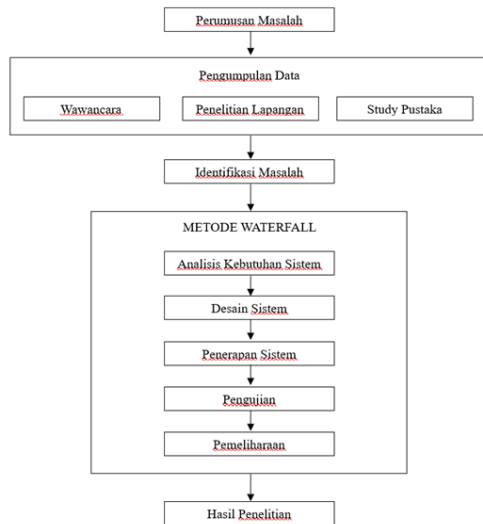 Perumusan Masalah
Pengumpulan Data
Wawancara
Penelitian Lapangan
Study Pustaka
Identifikasi Masalah
METODE WATERFALL
Analisis Kebutuhan Sistem
Desain Sistem
Penerapan Sistem
Pengujian
Pemeliharaan
Hasil Penelitian